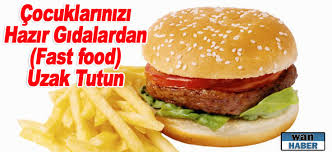 Çocuklarınızı
Hazır Gıdalardan
(Fast food)
Uzak Tutun
wan
HABER